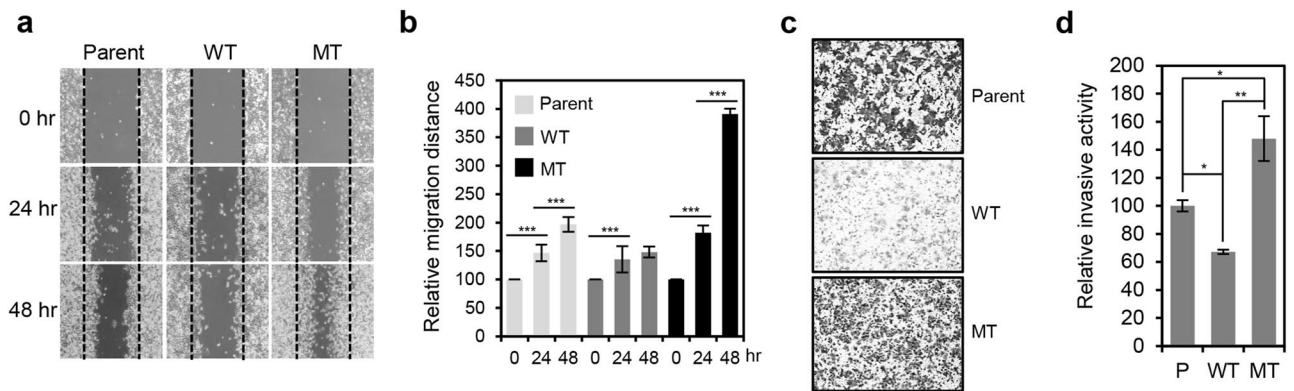 a
Parent WT MT
0 hr
24 hr
48 hr
b
Relative migration distance
450
400
350
300
250
200
150
100
50
0
Parent
WT
MT
***
***
***
***
***
0 24 48 0 24 48 0 24 48 hr
c
Parent
WT
MT
d
Relative invasive activity
200
180
160
140
120
100
80
60
40
20
0
*
**
*
P WT MT